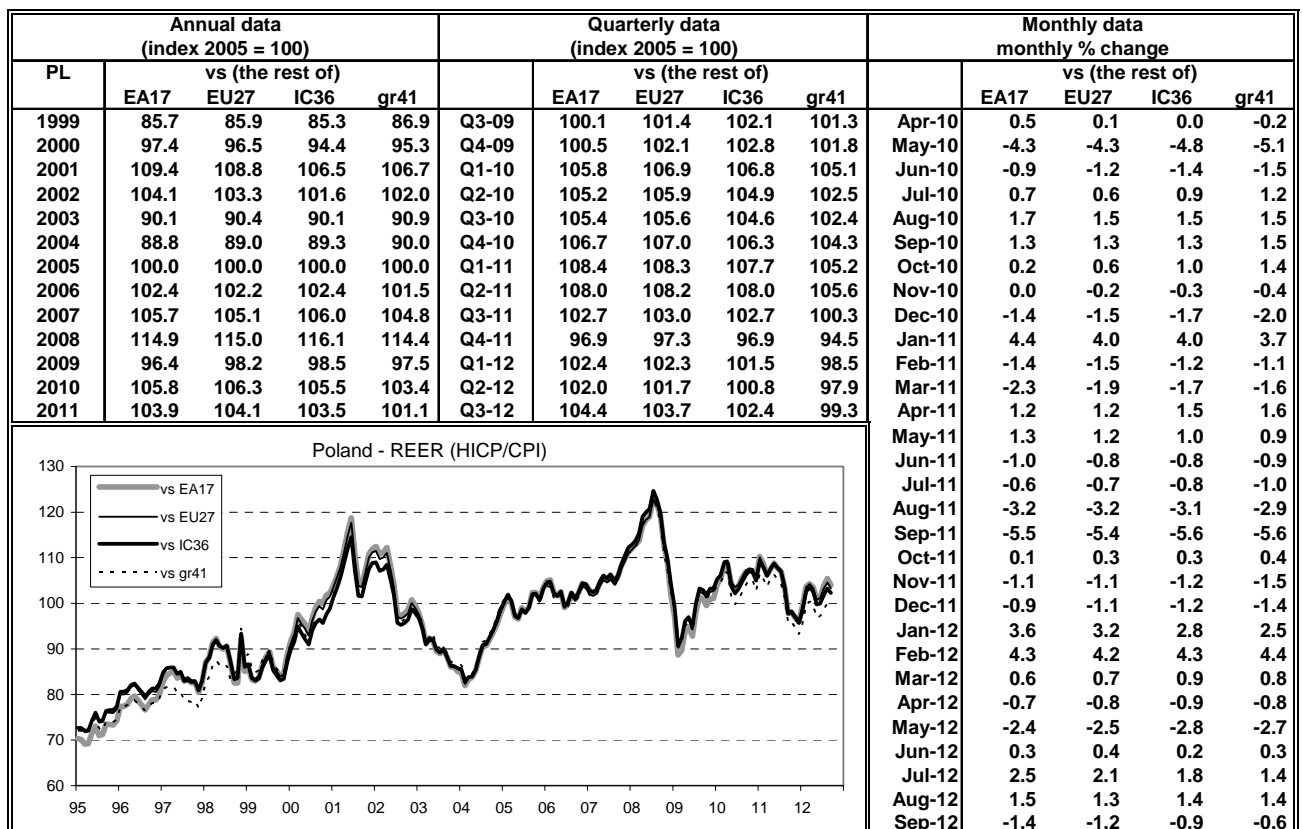 Annual data
(index 2005 = 100)
PL vs (the rest of)
EA17 EU27 IC36 gr41
1999 85.7 85.9 85.3 86.9
2000 97.4 96.5 94.4 95.3
2001 109.4 108.8 106.5 106.7
2002 104.1 103.3 101.6 102.0
2003 90.1 90.4 90.1 90.9
2004 88.8 89.0 89.3 90.0
2005 100.0 100.0 100.0 100.0
2006 102.4 102.2 102.4 101.5
2007 105.7 105.1 106.0 104.8
2008 114.9 115.0 116.1 114.4
2009 96.4 98.2 98.5 97.5
2010 105.8 106.3 105.5 103.4
2011 103.9 104.1 103.5 101.1
Quarterly data
(index 2005 = 100)
vs (the rest of)
EA17 EU27 IC36 gr41
Q3-09 100.1 101.4 102.1 101.3
Q4-09 100.5 102.1 102.8 101.8
Q1-10 105.8 106.9 106.8 105.1
Q2-10 105.2 105.9 104.9 102.5
Q3-10 105.4 105.6 104.6 102.4
Q4-10 106.7 107.0 106.3 104.3
Q1-11 108.4 108.3 107.7 105.2
Q2-11 108.0 108.2 108.0 105.6
Q3-11 102.7 103.0 102.7 100.3
Q4-11 96.9 97.3 96.9 94.5
Q1-12 102.4 102.3 101.5 98.5
Q2-12 102.0 101.7 100.8 97.9
Q3-12 104.4 103.7 102.4 99.3
Monthly data
monthly % change
vs (the rest of)
EA17 EU27 IC36 gr41
Apr-10 0.5 0.1 0.0 -0.2
May-10 -4.3 -4.3 -4.8 -5.1
Jun-10 -0.9 -1.2 -1.4 -1.5
Jul-10 0.7 0.6 0.9 1.2
Aug-10 1.7 1.5 1.5 1.5
Sep-10 1.3 1.3 1.3 1.5
Oct-10 0.2 0.6 1.0 1.4
Nov-10 0.0 -0.2 -0.3 -0.4
Dec-10 -1.4 -1.5 -1.7 -2.0
Jan-11 4.4 4.0 4.0 3.7
Feb-11 -1.4 -1.5 -1.2 -1.1
Mar-11 -2.3 -1.9 -1.7 -1.6
Apr-11 1.2 1.2 1.5 1.6
May-11 1.3 1.2 1.0 0.9
Jun-11 -1.0 -0.8 -0.8 -0.9
Jul-11 -0.6 -0.7 -0.8 -1.0
Aug-11 -3.2 -3.2 -3.1 -2.9
Sep-11 -5.5 -5.4 -5.6 -5.6
Oct-11 0.1 0.3 0.3 0.4
Nov-11 -1.1 -1.1 -1.2 -1.5
Dec-11 -0.9 -1.1 -1.2 -1.4
Jan-12 3.6 3.2 2.8 2.5
Feb-12 4.3 4.2 4.3 4.4
Mar-12 0.6 0.7 0.9 0.8
Apr-12 -0.7 -0.8 -0.9 -0.8
May-12 -2.4 -2.5 -2.8 -2.7
Jun-12 0.3 0.4 0.2 0.3
Jul-12 2.5 2.1 1.8 1.4
Aug-12 1.5 1.3 1.4 1.4
Sep-12 -1.4 -1.2 -0.9 -0.6
Poland - REER (HICP/CPI)
130
120
110
100
90
80
70
60
vs EA17
vs EU27
vs IC36
vs gr41
95 96 97 98 99 00 01 02 03 04 05 06 07 08 09 10 11 12